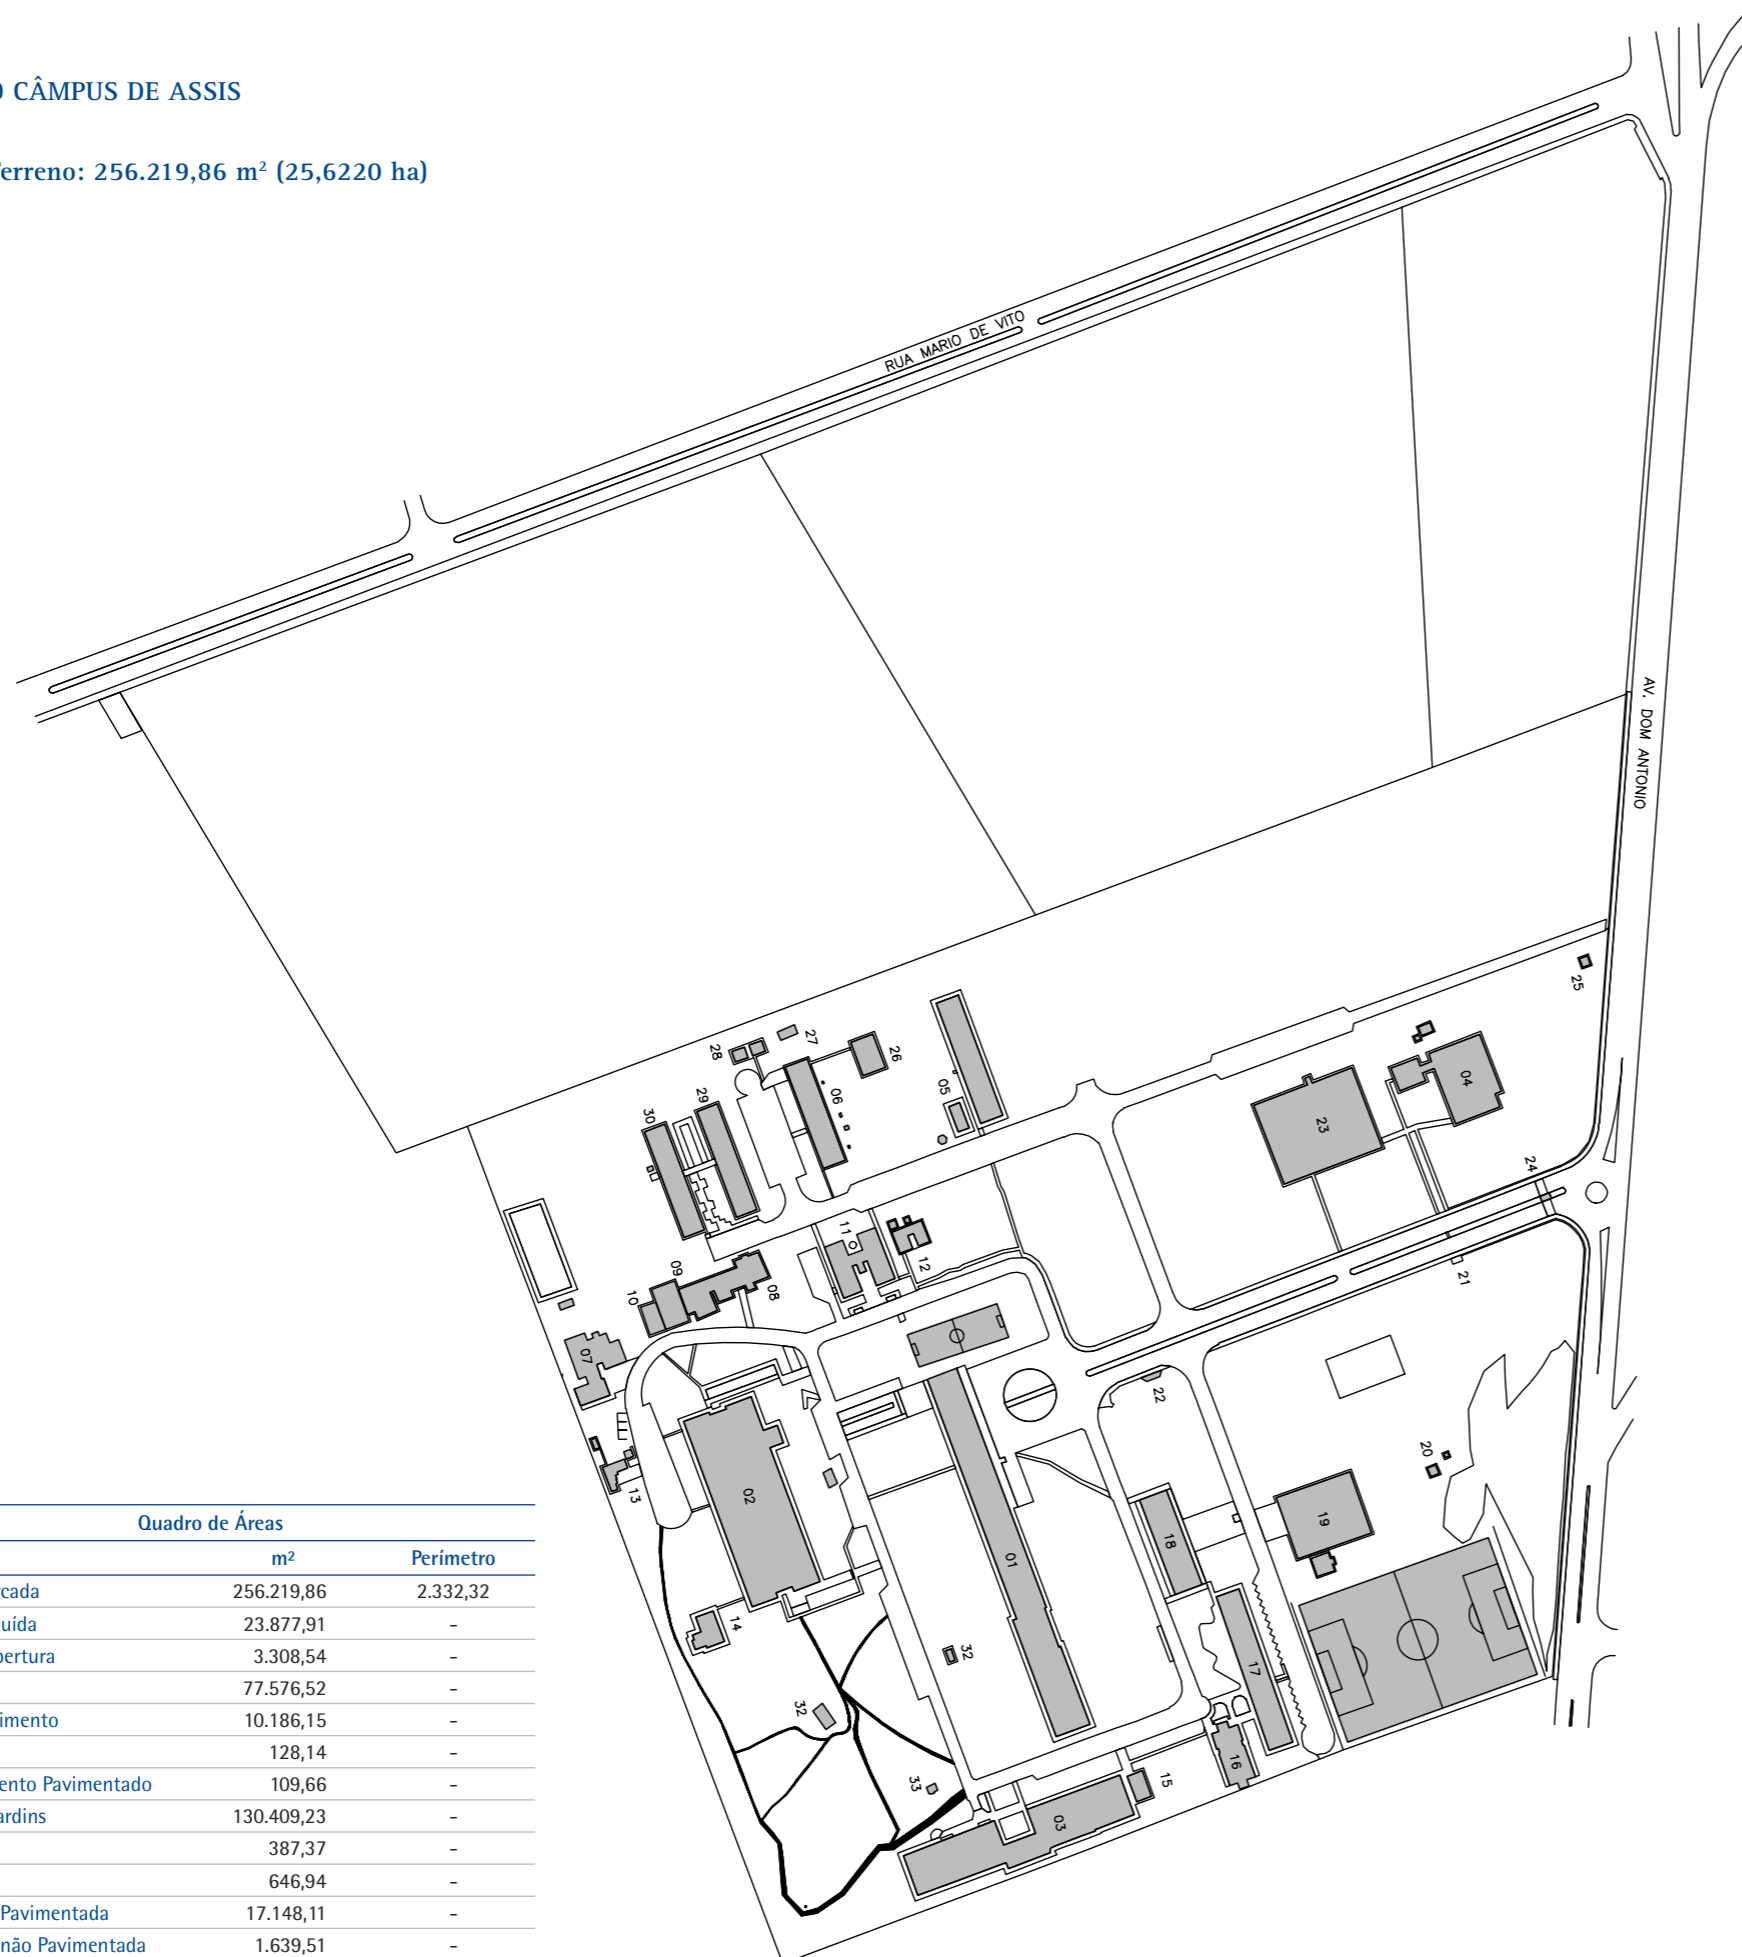 O CÂMPUS DE ASSIS
Terreno: 256.219,86 m² (25,6220 ha)
RUA MARIO DE VITO
AV. DOM ANTONIO
25
04
23
24
21
22
20
19
18
17
16
15
03
01
02
05
26
27
28
29
30
06
11
12
08
09
10
07
13
14
32
32
33
Quadro de Áreas
m² Perímetro
cada 256.219,86 2.332,32
uída 23.877,91 -
bertura 3.308,54 -
77.576,52 -
imento 10.186,15 -
128,14 -
ento Pavimentado 109,66 -
ardins 130.409,23 -
387,37 -
646,94 -
Pavimentada 17.148,11 -
não Pavimentada 1.639,51 -